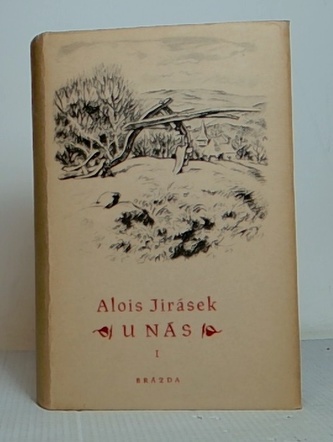 Alois Jirásek
U NÁS
I
BRÁZDA